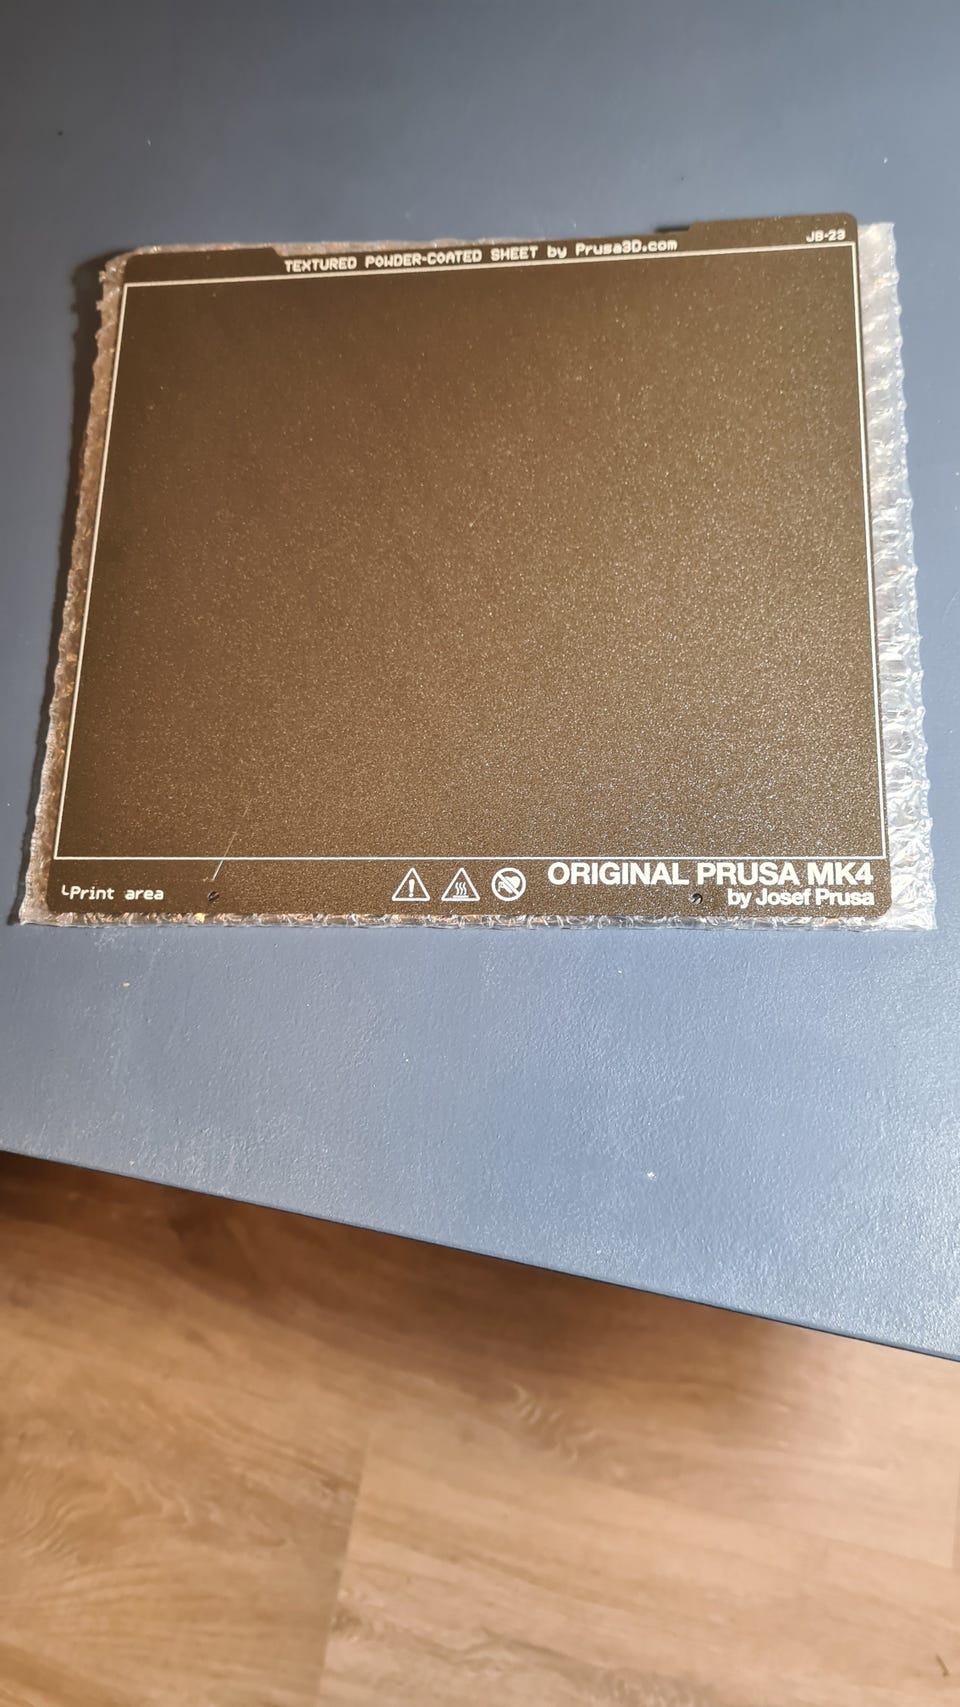 JB-23
TEXTURED POWDER-COATED SHEET by Prusa3D.com
ORIGINAL PRUSA MK4
Print area
by Josef Prusa